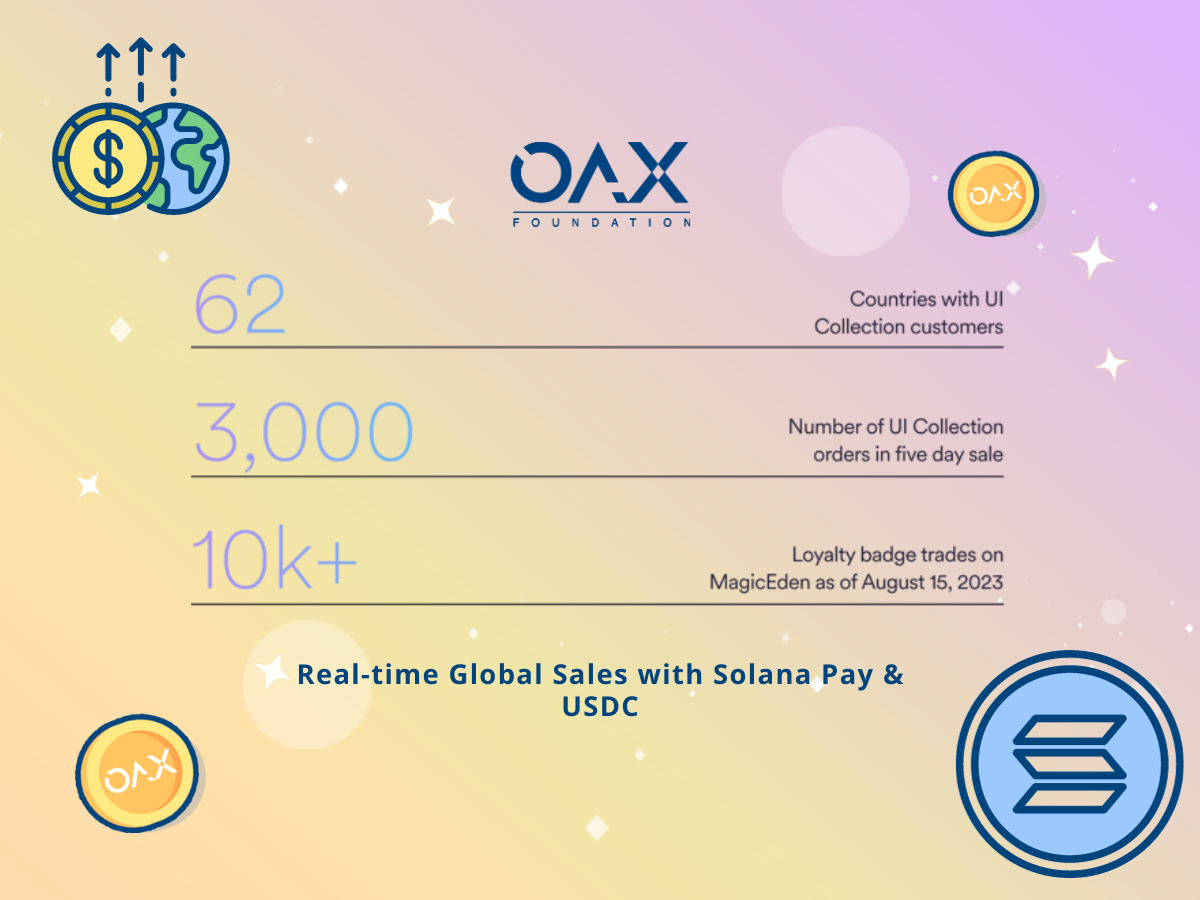 OAX
FOUNDATION
OAX
62
Countries with UI
Collection customers
3,000
Number of UI Collection
orders in five day sale
10k+
Loyalty badge trades on
MagicEden as of August 15, 2023
Real-time Global Sales with Solana Pay &
USDC
OAX